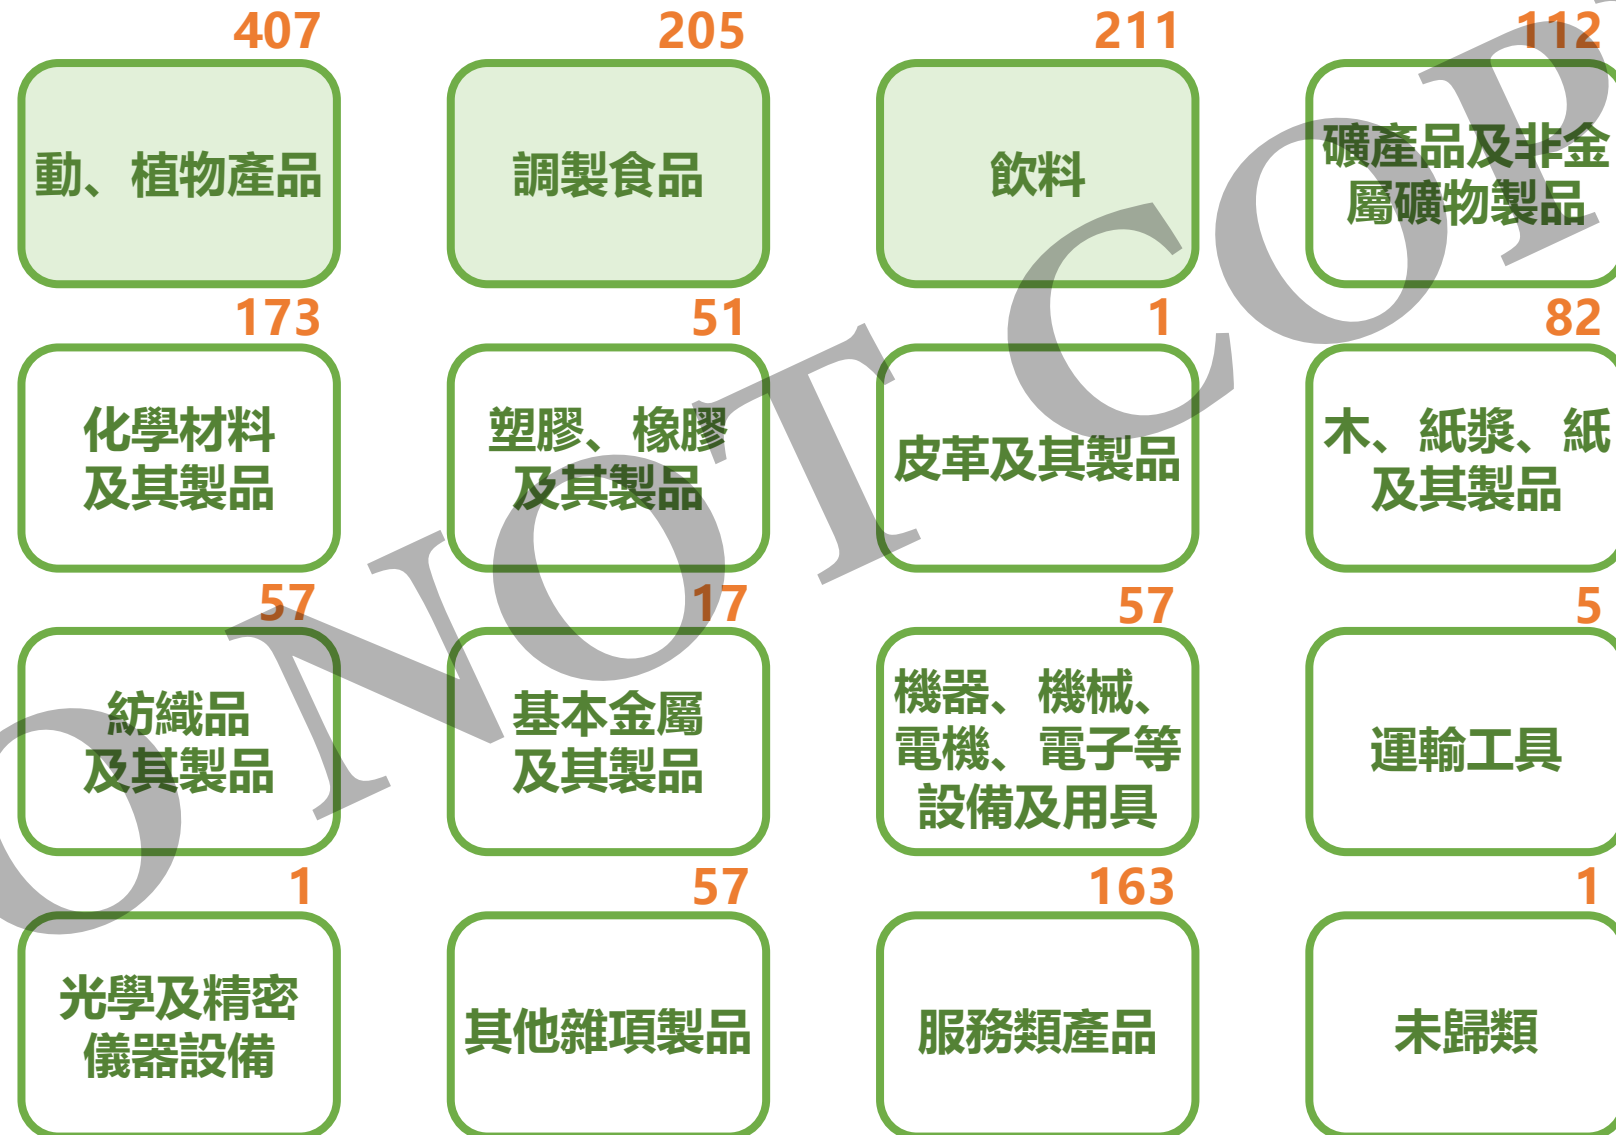 407
205
211
112
動、植物產品
調製食品
飲料
礦產品及非金
屬礦物製品
173
51
1
82
化學材料
及其製品
塑膠、橡膠
及其製品
皮革及其製品
木、紙漿、紙
及其製品
57
17
57
5
紡織品
及其製品
基本金屬
及其製品
機器、機械、
電機、電子等
設備及用具
運輸工具
1
57
163
1
光學及精密
儀器設備
其他雜項製品
服務類產品
未歸類
O NOT COP